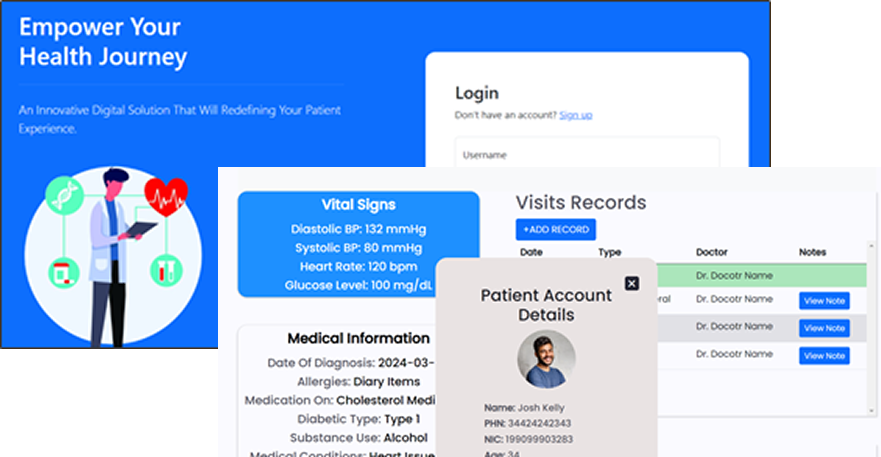 Empower Your
Health Journey
An Innovative Digital Solution That Will Redefining Your Patient
Experience.
Login
Don't have an account? Sign up
Username
Vital Signs
Diastolic BP: 132 mmHg
Systolic BP: 80 mmHg
Heart Rate: 120 bpm
Glucose Level: 100 mg/dL
Medical Information
Date Of Diagnosis: 2024-03-
Allergies: Diary Items
Medication On: Cholesterol Medi
Diabetic Type: Type 1
Substance Use: Alcohol
Medical Conditions: Heart Issue
Visits Records
+ADD RECORD
Date Type Doctor Notes
Dr. Docotr Name
eral Dr. Docotr Name View Note
Dr. Docotr Name View Note
Dr. Docotr Name View Note
Patient Account
Details
Name: Josh Kelly
PHN: 34424242343
NIC: 199099903283
Age: 34